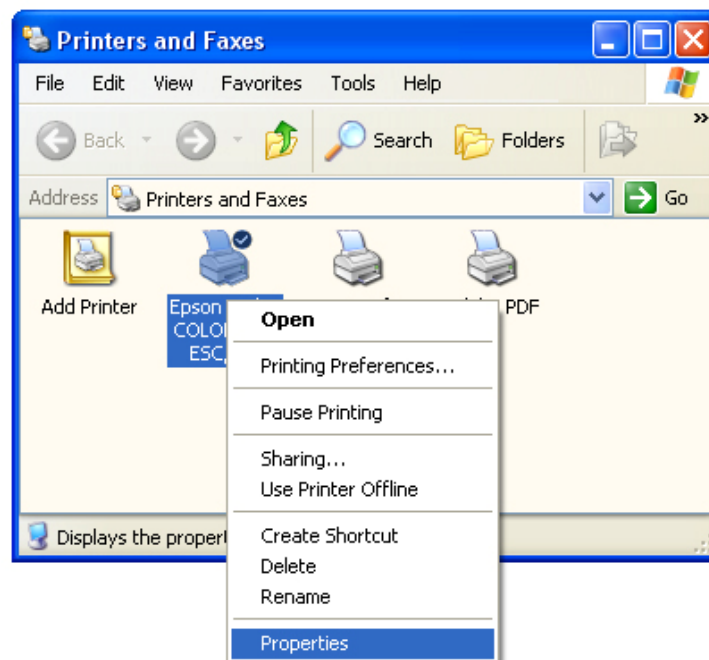 Printers and Faxes
File Edit View Favorites Tools Help
Back Search Folders »
Address Printers and Faxes Go
Add Printer
Epson
PDF
ESC
Displays the
Open
Printing Preferences...
Pause Printing
Sharing...
Use Printer Offline
Create Shortcut
Delete
Rename
Properties